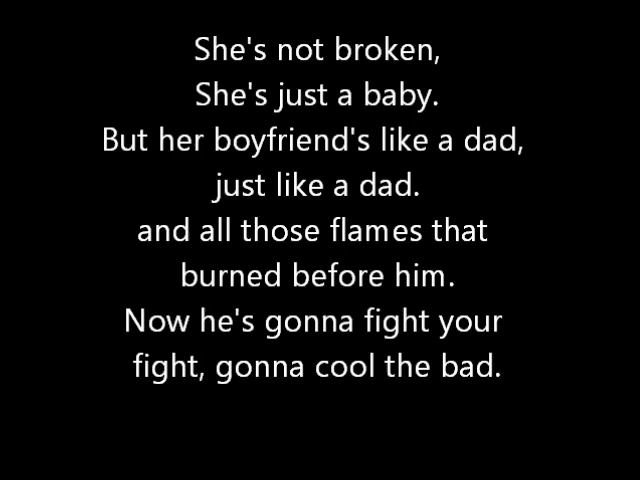 She's not broken,
She's just a baby.
But her boyfriend's like a dad,
just like a dad.
and all those flames that
burned before him.
Now he's gonna fight your
fight, gonna cool the bad.